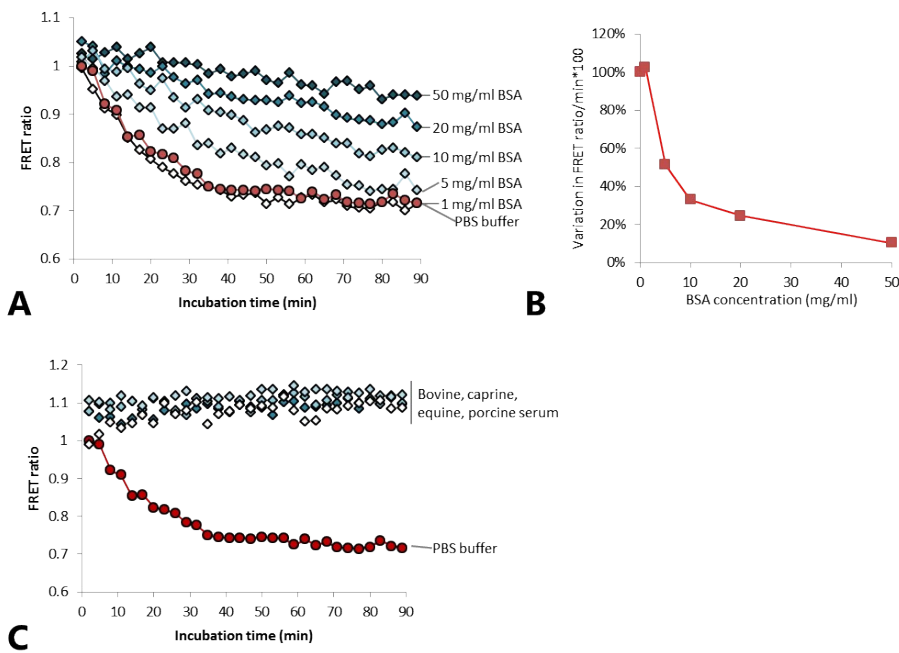 1.1
1
0.9
0.8
0.7
0.6
FRET ratio
0 10 20 30 40 50 60 70 80 90
Incubation time (min)
50 mg/ml BSA
20 mg/ml BSA
10 mg/ml BSA
5 mg/ml BSA
1 mg/ml BSA
PBS buffer
A
120%
100%
80%
60%
40%
20%
0%
Variation in FRET ratio/min*100
0 10 20 30 40 50
BSA concentration (mg/ml)
B
1.2
1.1
1
0.9
0.8
0.7
0.6
FRET ratio
0 10 20 30 40 50 60 70 80 90
Incubation time (min)
Bovine, caprine,
equine, porcine serum
PBS buffer
C